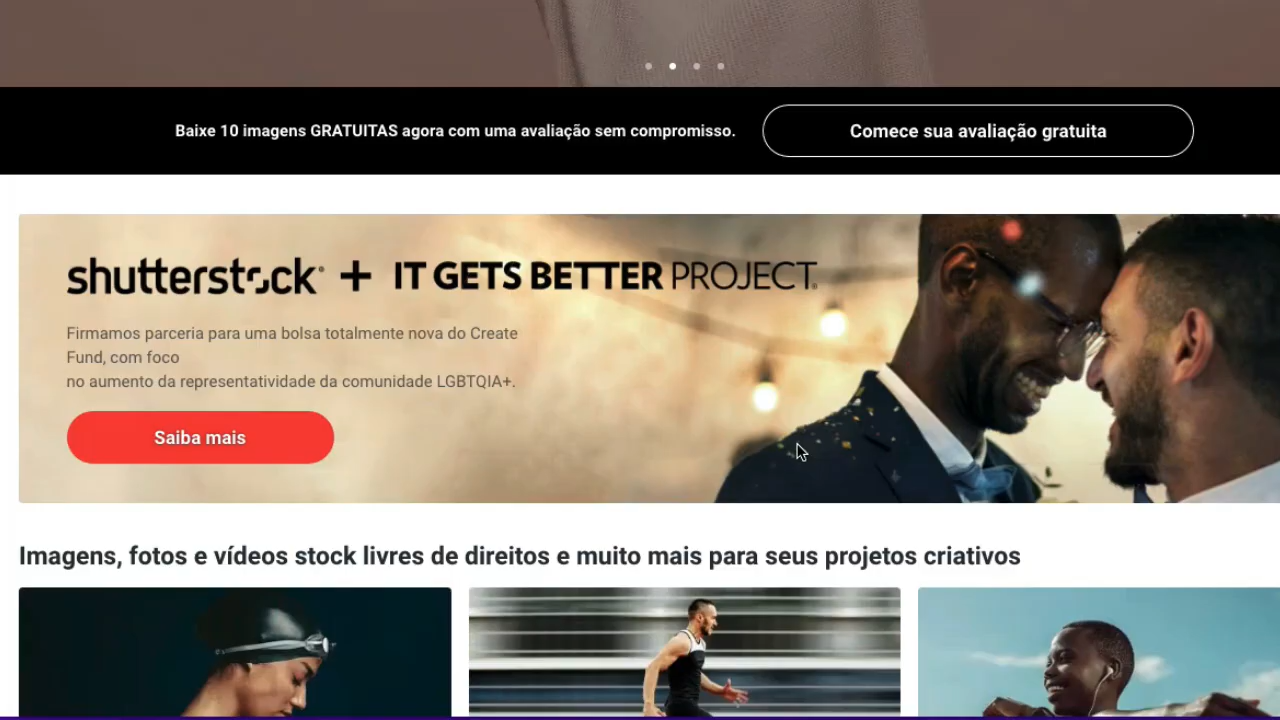 Baixe 10 imagens GRATUITAS agora com uma avaliação sem compromisso.
Comece sua avaliação gratuita
shutterstock + IT GETS BETTER PROJECT
Firmamos parceria para uma bolsa totalmente nova do Create
Fund, com foco
no aumento da representatividade da comunidade LGBTQIA+.
Saiba mais
Imagens, fotos e vídeos stock livres de direitos e muito mais para seus projetos criativos